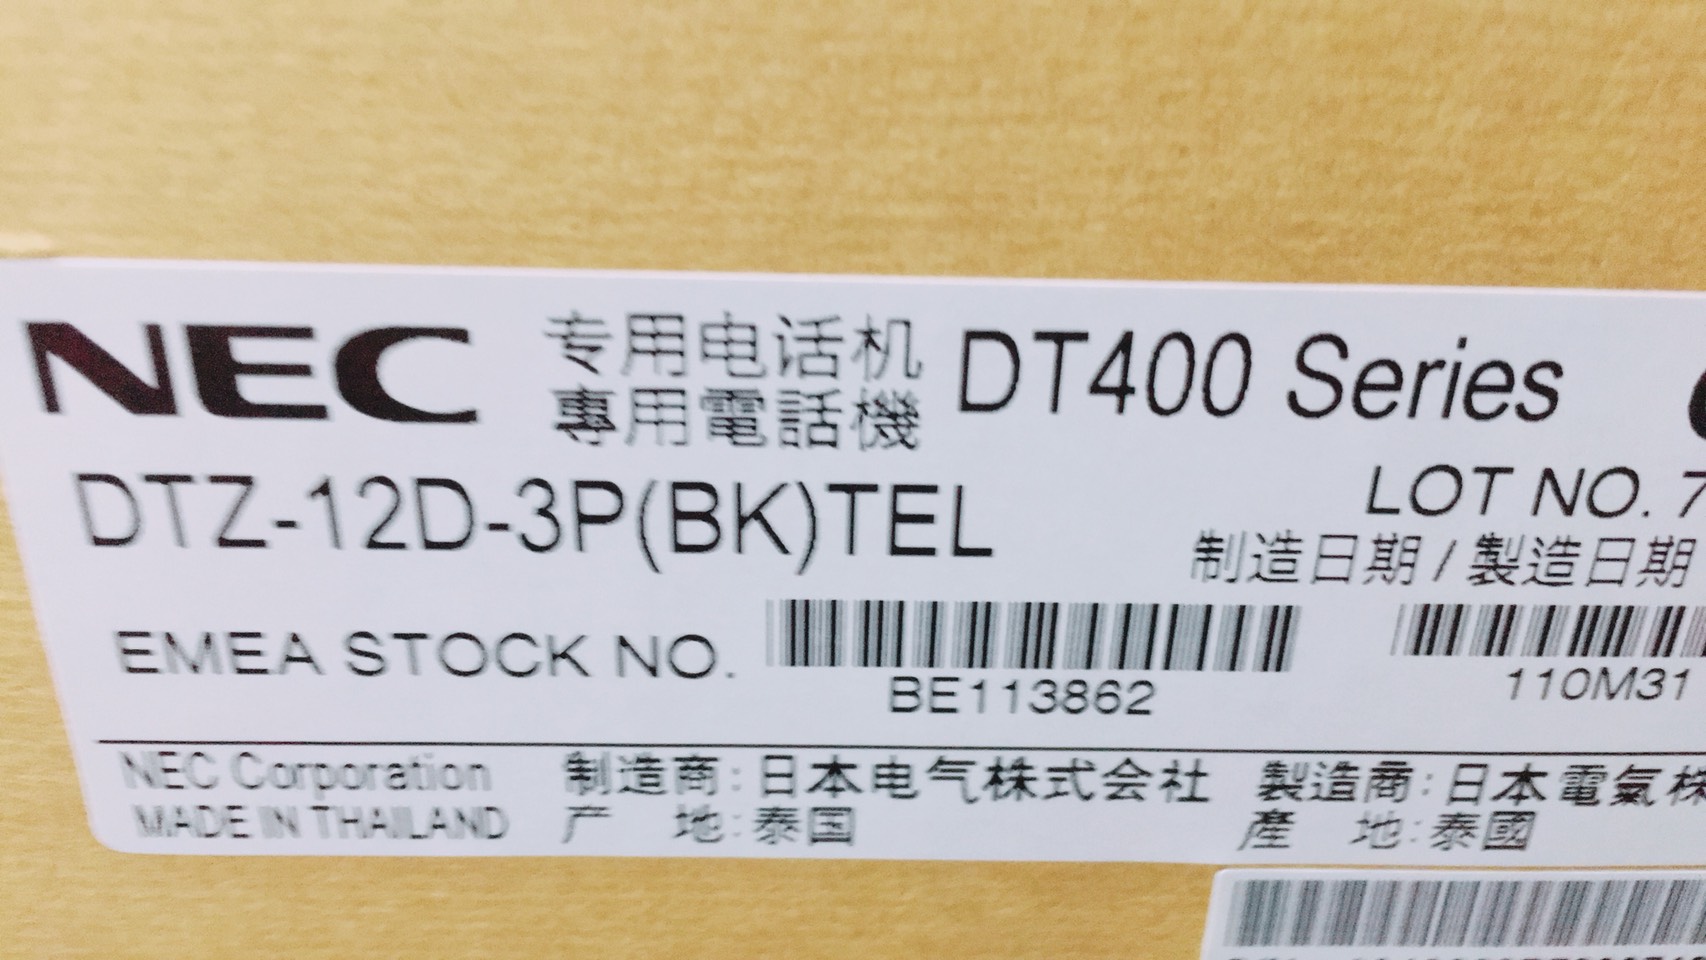 NEC 专用电话机 DT400 Series
專用電話機
DTZ-12D-3P(BK)TEL
LOT NO. 7
制造日期 / 製造日期
EMEA STOCK NO.
BE113862
110M31
NEC Corporation 制造商: 日本电气株式会社 製造商: 日本電氣株
MADE IN THAILAND 产 地: 泰国 產 地: 泰國